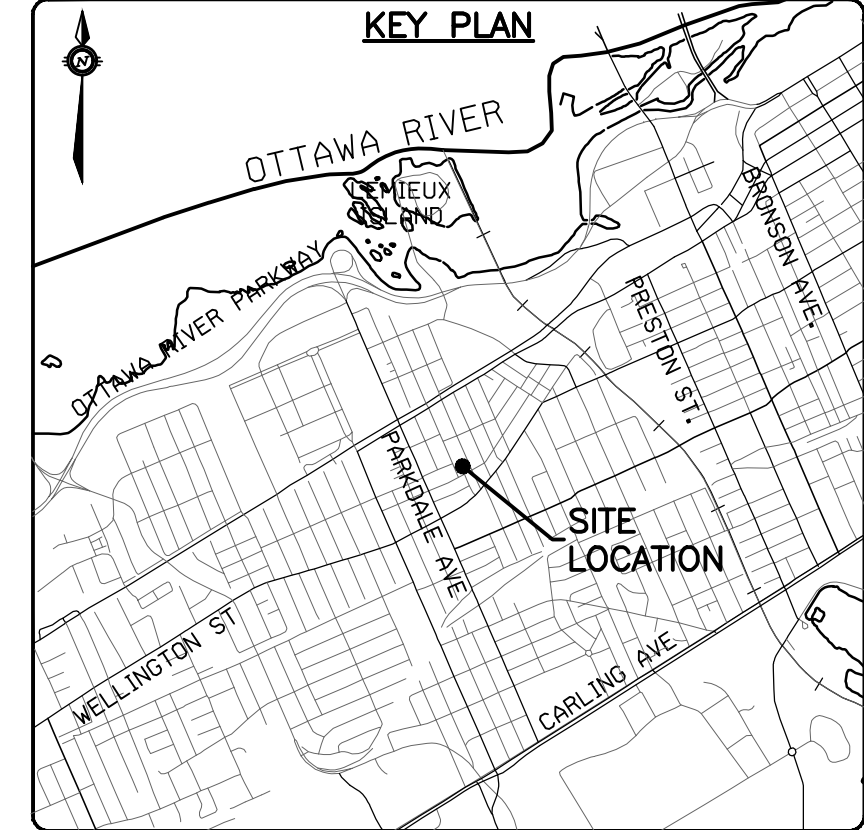 KEY PLAN
N
OTTAWA RIVER
LEMIEUX
ISLAND
BRONSON AVE.
OTTAWA RIVER PARKWAY
PRESTON ST.
PARKDALE AVE
SITE
LOCATION
WELLINGTON ST
CARLING AVE